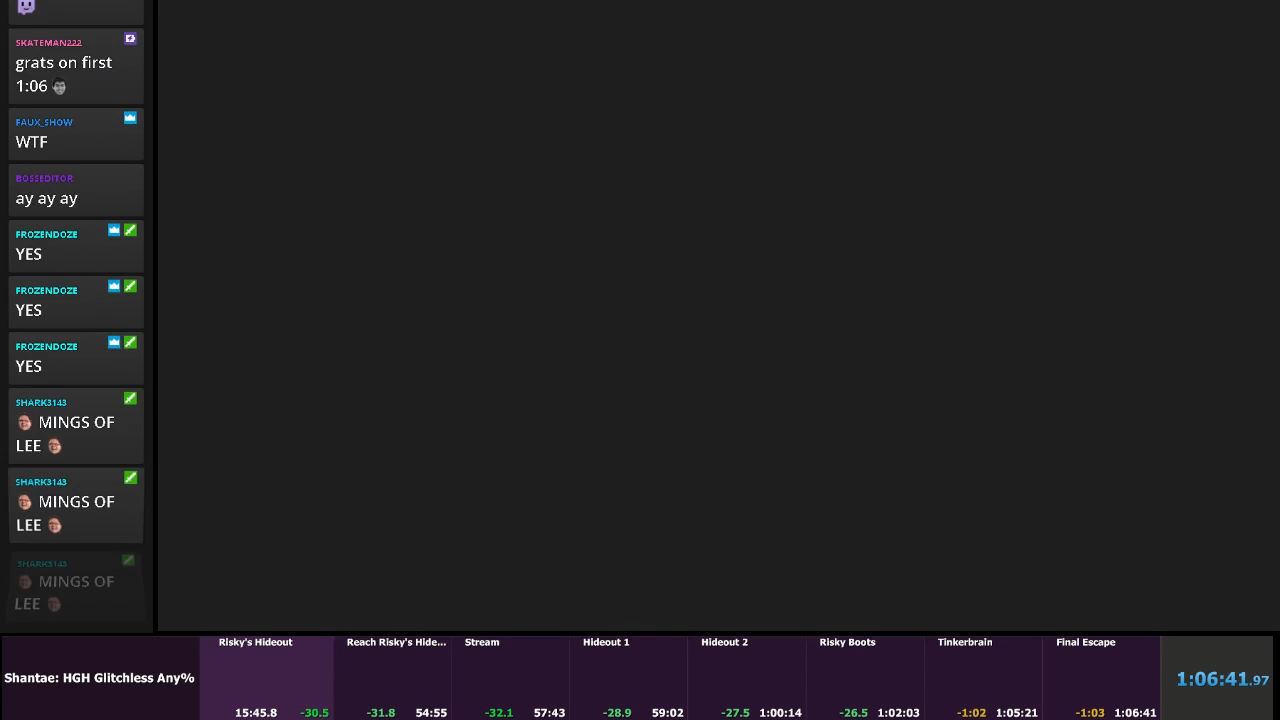 SKATEMAN222
grats on first
1:06
FAUX_SHOW
WTF
BOSSEDITOR
ay ay ay
FROZENDOZE
YES
FROZENDOZE
YES
FROZENDOZE
YES
SHARK3143
MINGS OF
LEE
SHARK3143
MINGS OF
LEE
SHARK3143
MINGS OF
LEE
Shantae: HGH Glitchless Any%
Risky's Hideout
15:45.8 -30.5
Reach Risky's Hide...
-31.8 54:55
Stream
-32.1 57:43
Hideout 1
-28.9 59:02
Hideout 2
-27.5 1:00:14
Risky Boots
-26.5 1:02:03
Tinkerbrain
-1:02 1:05:21
Final Escape
-1:03 1:06:41
1:06:41.97